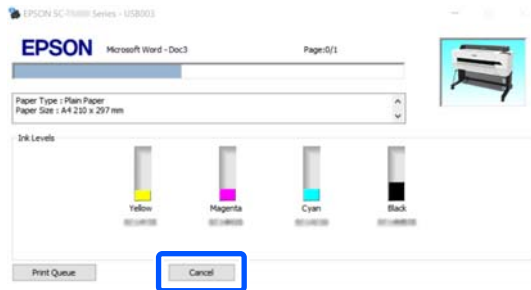 EPSON SC- Series - USB003
EPSON
Microsoft Word - Doc3
Page:0/1
Paper Type : Plain Paper
Paper Size : A4 210 x 297 mm
Ink Levels
Yellow
Magenta
Cyan
Black
Print Queue
Cancel